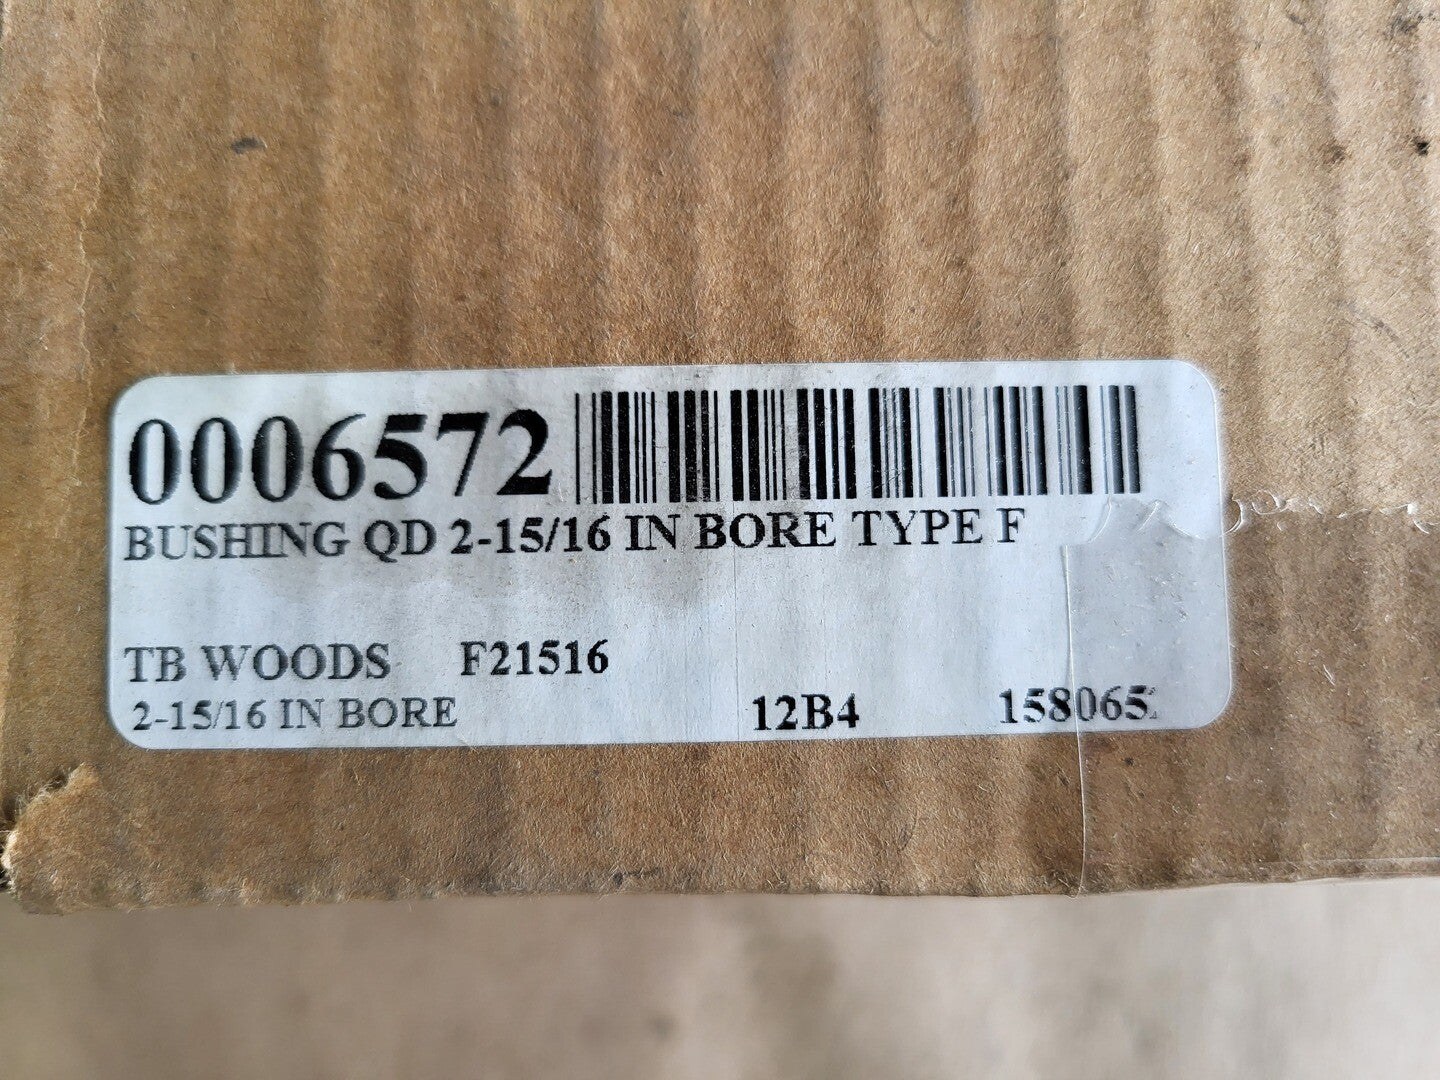 0006572
BUSHING QD 2-15/16 IN BORE TYPE F
TB WOODS F21516
2-15/16 IN BORE 12B4